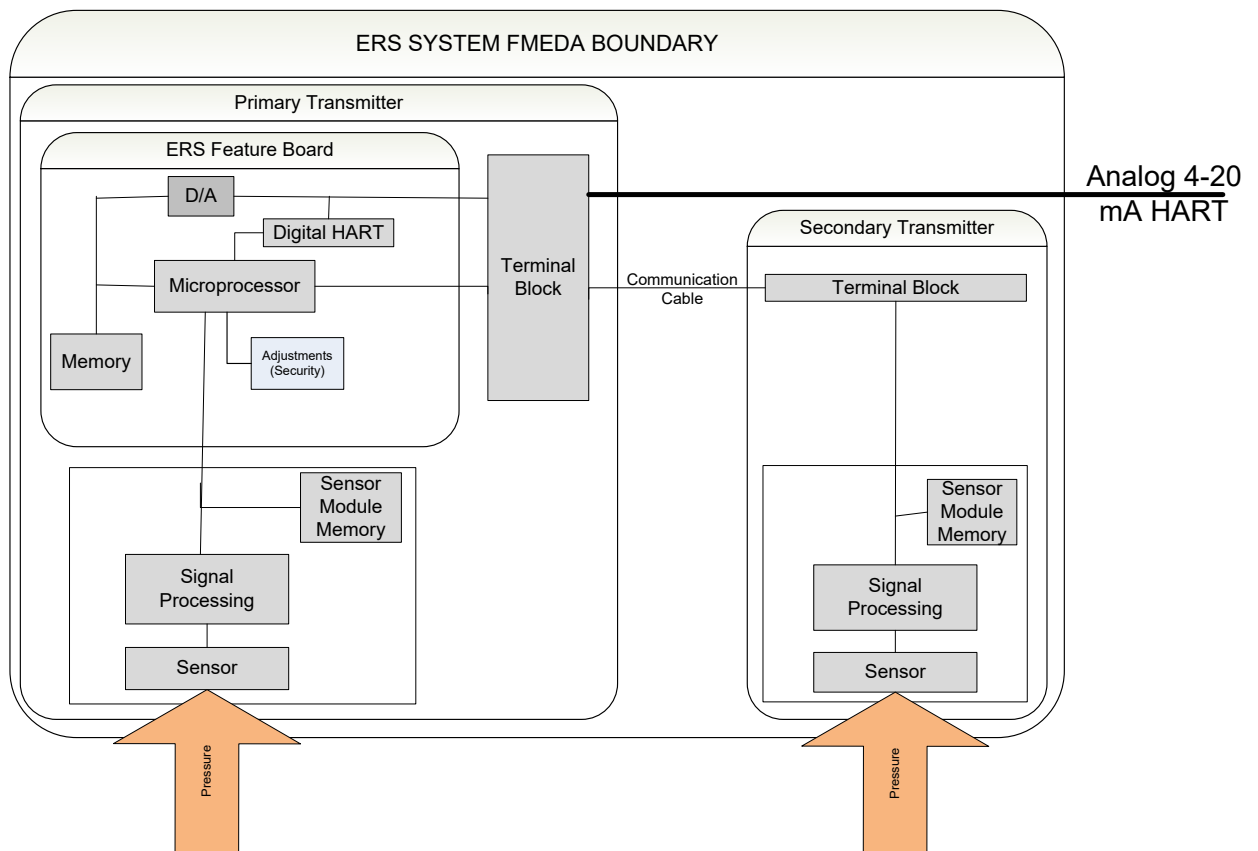 ERS SYSTEM FMEDA BOUNDARY
Primary Transmitter
ERS Feature Board
D/A
Digital HART
Microprocessor
Memory
Adjustments
(Security)
Terminal
Block
Analog 4-20
mA HART
Communication
Cable
Secondary Transmitter
Terminal Block
Sensor
Module
Memory
Signal
Processing
Sensor
Pressure
Sensor
Module
Memory
Signal
Processing
Sensor
Pressure